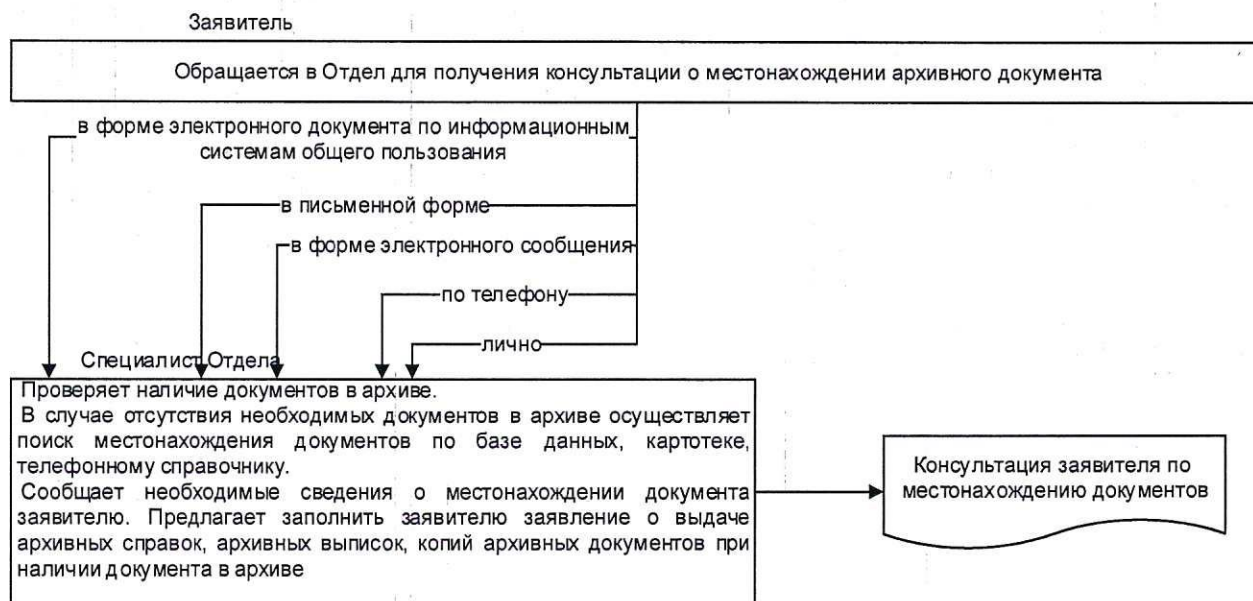 Заявитель
Обращается в Отдел для получения консультации о местонахождении архивного документа
в форме электронного документа по информационным
системам общего пользования
в письменной форме
в форме электронного сообщения
по телефону
лично
Специалист Отдела
Проверяет наличие документов в архиве.
В случае отсутствия необходимых документов в архиве осуществляет
поиск местонахождения документов по базе данных, картотеке,
телефонному справочнику.
Сообщает необходимые сведения о местонахождении документа
заявителю. Предлагает заполнить заявителю заявление о выдаче
архивных справок, архивных выписок, копий архивных документов при
наличии документа в архиве
Консультация заявителя по
местонахождению документов